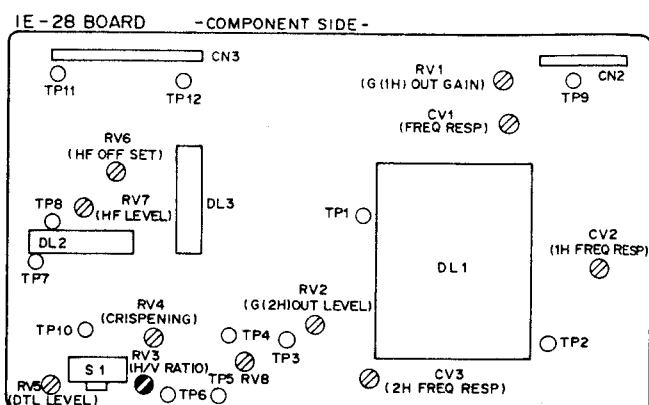 IE-28 BOARD -COMPONENT SIDE-
CN3
TP11
TP12
RV1
(G(1H) OUT GAIN)
CN2
TP9
CV1
(FREQ RESP)
RV6
(HF OFF SET)
TP8
RV7
(HF LEVEL)
DL3
DL2
TP7
TP1
DL1
CV2
(1H FREQ RESP)
RV2
(G(2H)OUT LEVEL)
RV4
(CRISPENING)
TP10
TP4
TP3
TP2
S1
RV3
(H/V RATIO)
RV5
(DTL LEVEL)
TP6
TP5
RV8
CV3
(2H FREQ RESP)